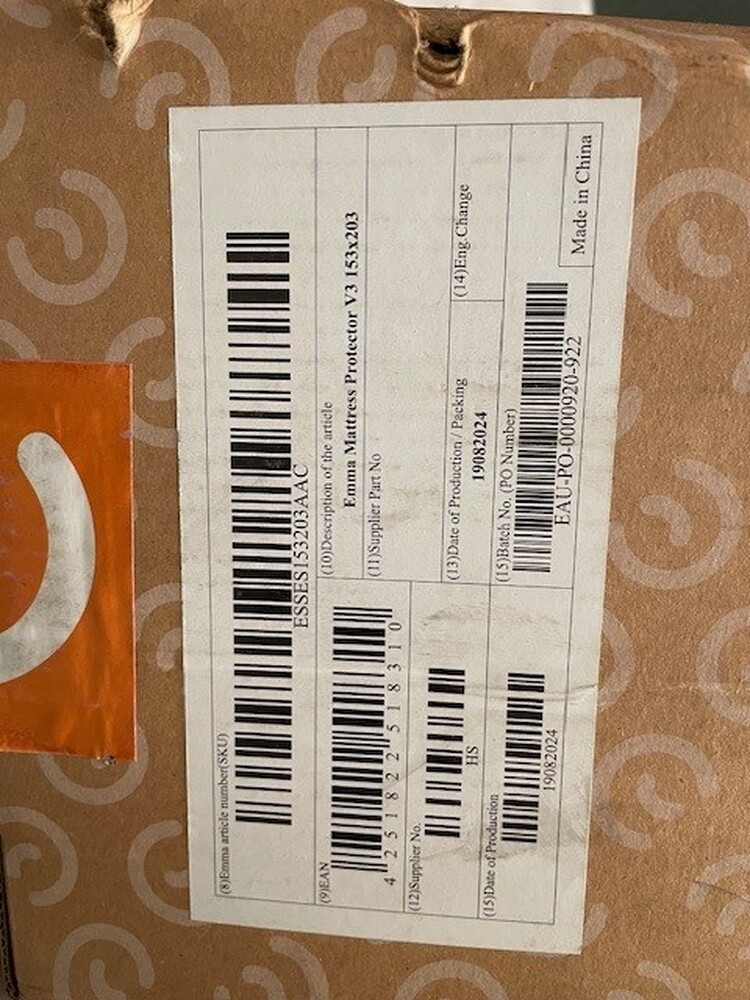 (8)Emma article number(SKU)
ESSES153203AAC
(9)EAN
4 251822 518310
(10)Description of the article
Emma Mattress Protector V3 153x203
(11)Supplier Part No
(12)Supplier No.
HS
(13)Date of Production / Packing
19082024
(14)Eng.Change
(15)Date of Production
19082024
(15)Batch No. (PO Number)
EAU-PO-0000920-922
Made in China